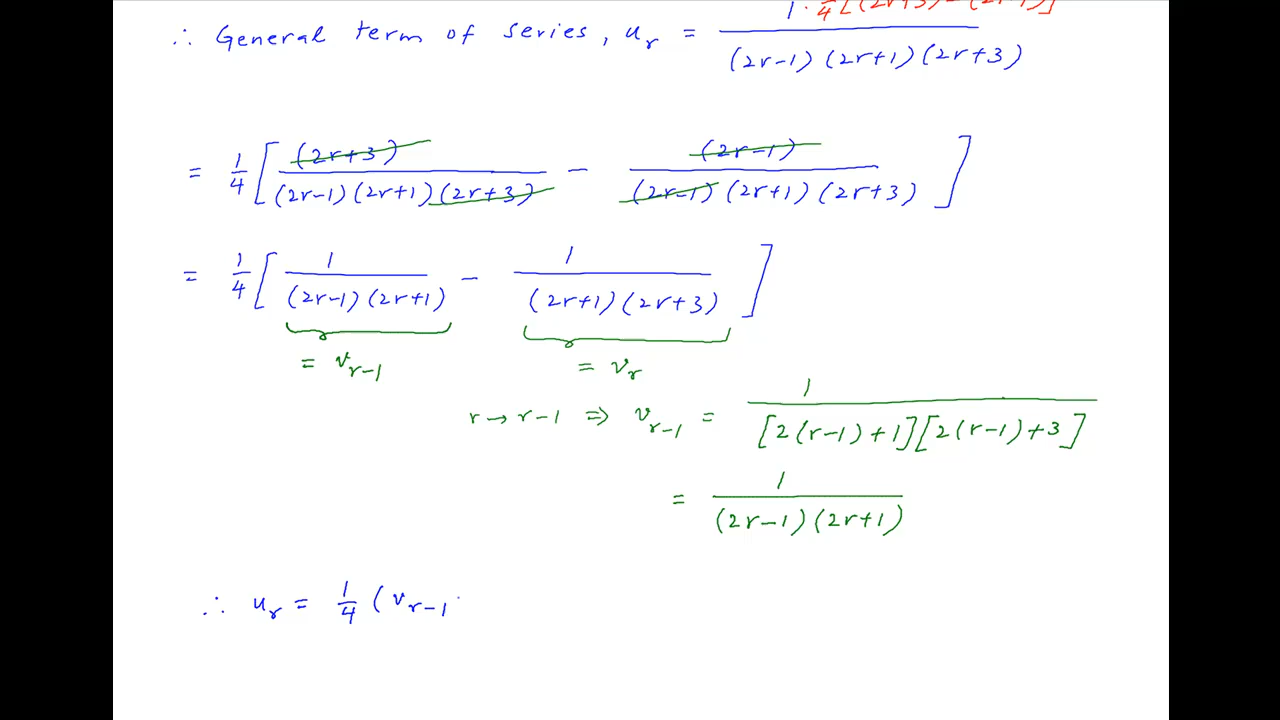 ∴ General term of series, u_r = 1 · 1/4 [(2r+3) − (2r−1)] / (2r−1)(2r+1)(2r+3)
= 1/4 [ (2r+3) / (2r−1)(2r+1)(2r+3) − (2r−1) / (2r−1)(2r+1)(2r+3) ]
= 1/4 [ 1 / (2r−1)(2r+1) − 1 / (2r+1)(2r+3) ]
= v_{r−1} = v_r
r → r−1 ⇒ v_{r−1} = 1 / [2(r−1)+1][2(r−1)+3]
= 1 / (2r−1)(2r+1)
∴ u_r = 1/4 (v_{r−1}